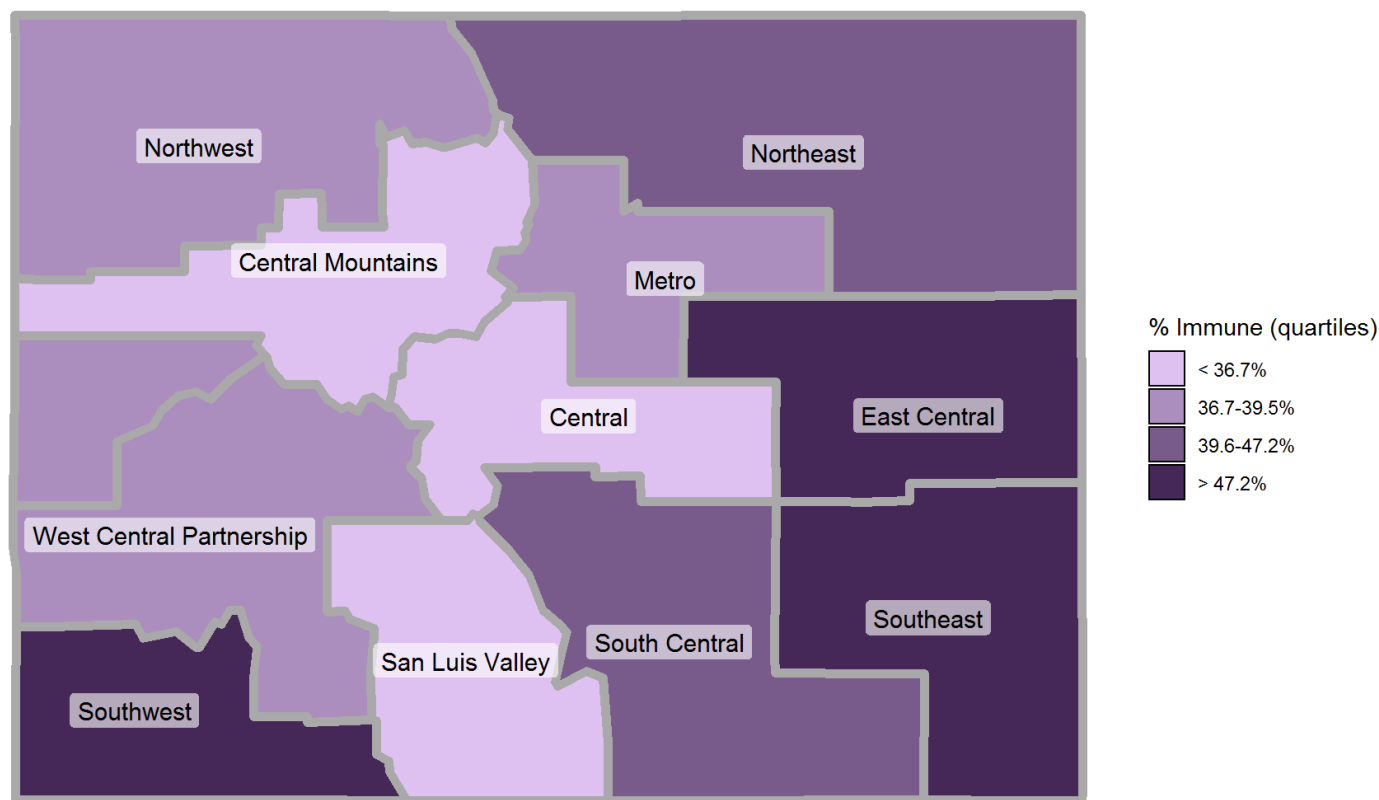 Northwest
Northeast
Central Mountains
Metro
Central
East Central
West Central Partnership
Southeast
South Central
San Luis Valley
Southwest
% Immune (quartiles)
< 36.7%
36.7-39.5%
39.6-47.2%
> 47.2%